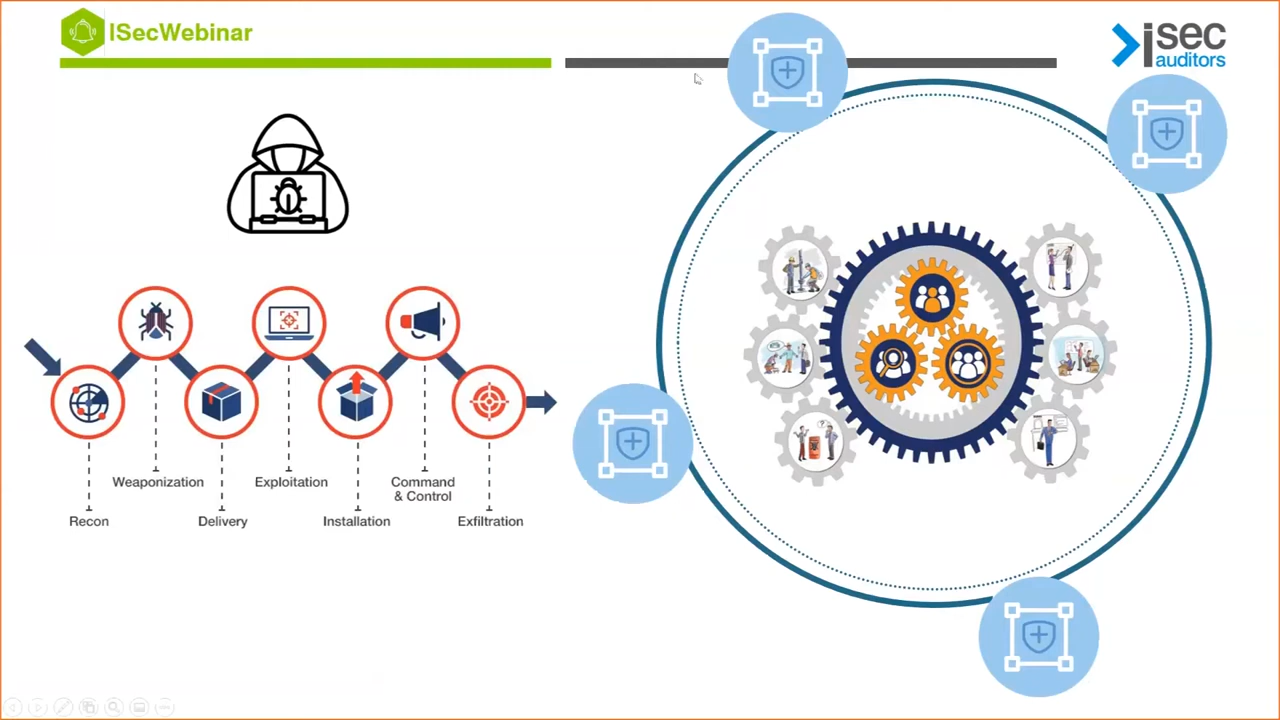 ISecWebinar
isec
auditors
Weaponization
Exploitation
Command
& Control
Recon
Delivery
Installation
Exfiltration